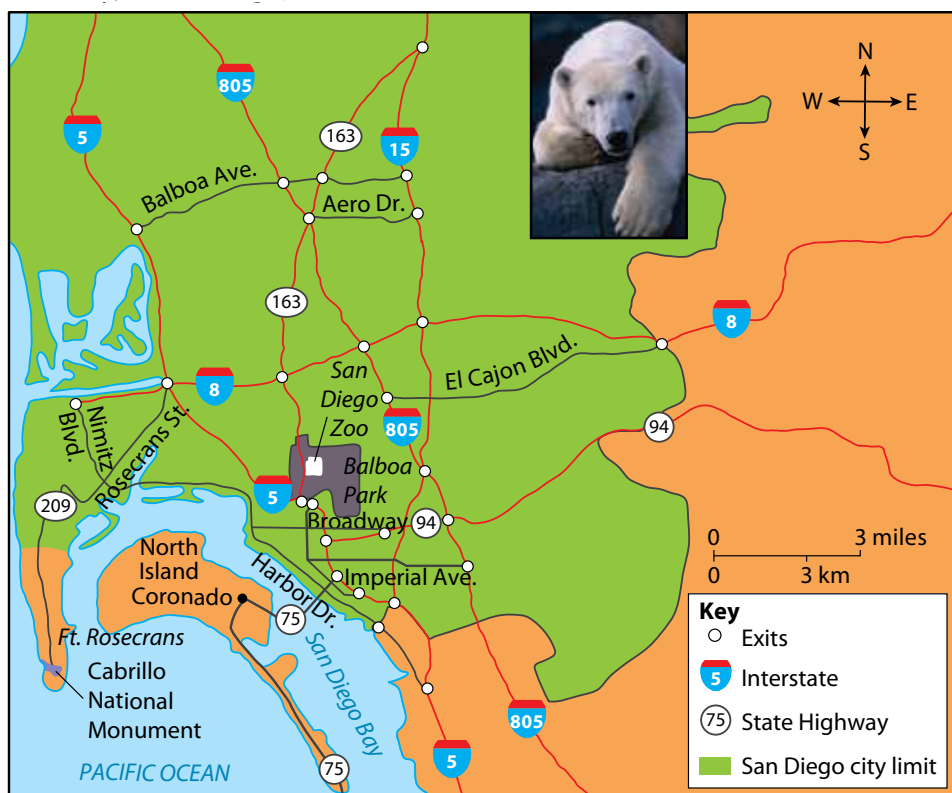 805
5
163
15
N
W
E
S
Balboa Ave.
Aero Dr.
163
8
El Cajon Blvd.
San
Diego
Zoo
8
Nimitz
Blvd.
Rosecrans St.
805
94
Balboa
Park
5
209
Broadway
94
0
3 miles
0
3 km
North
Island
Coronado
Harbor Dr.
Imperial Ave.
75
San Diego Bay
Ft. Rosecrans
Cabrillo
National
Monument
PACIFIC OCEAN
75
5
805
Key
Exits
5
Interstate
75
State Highway
San Diego city limit